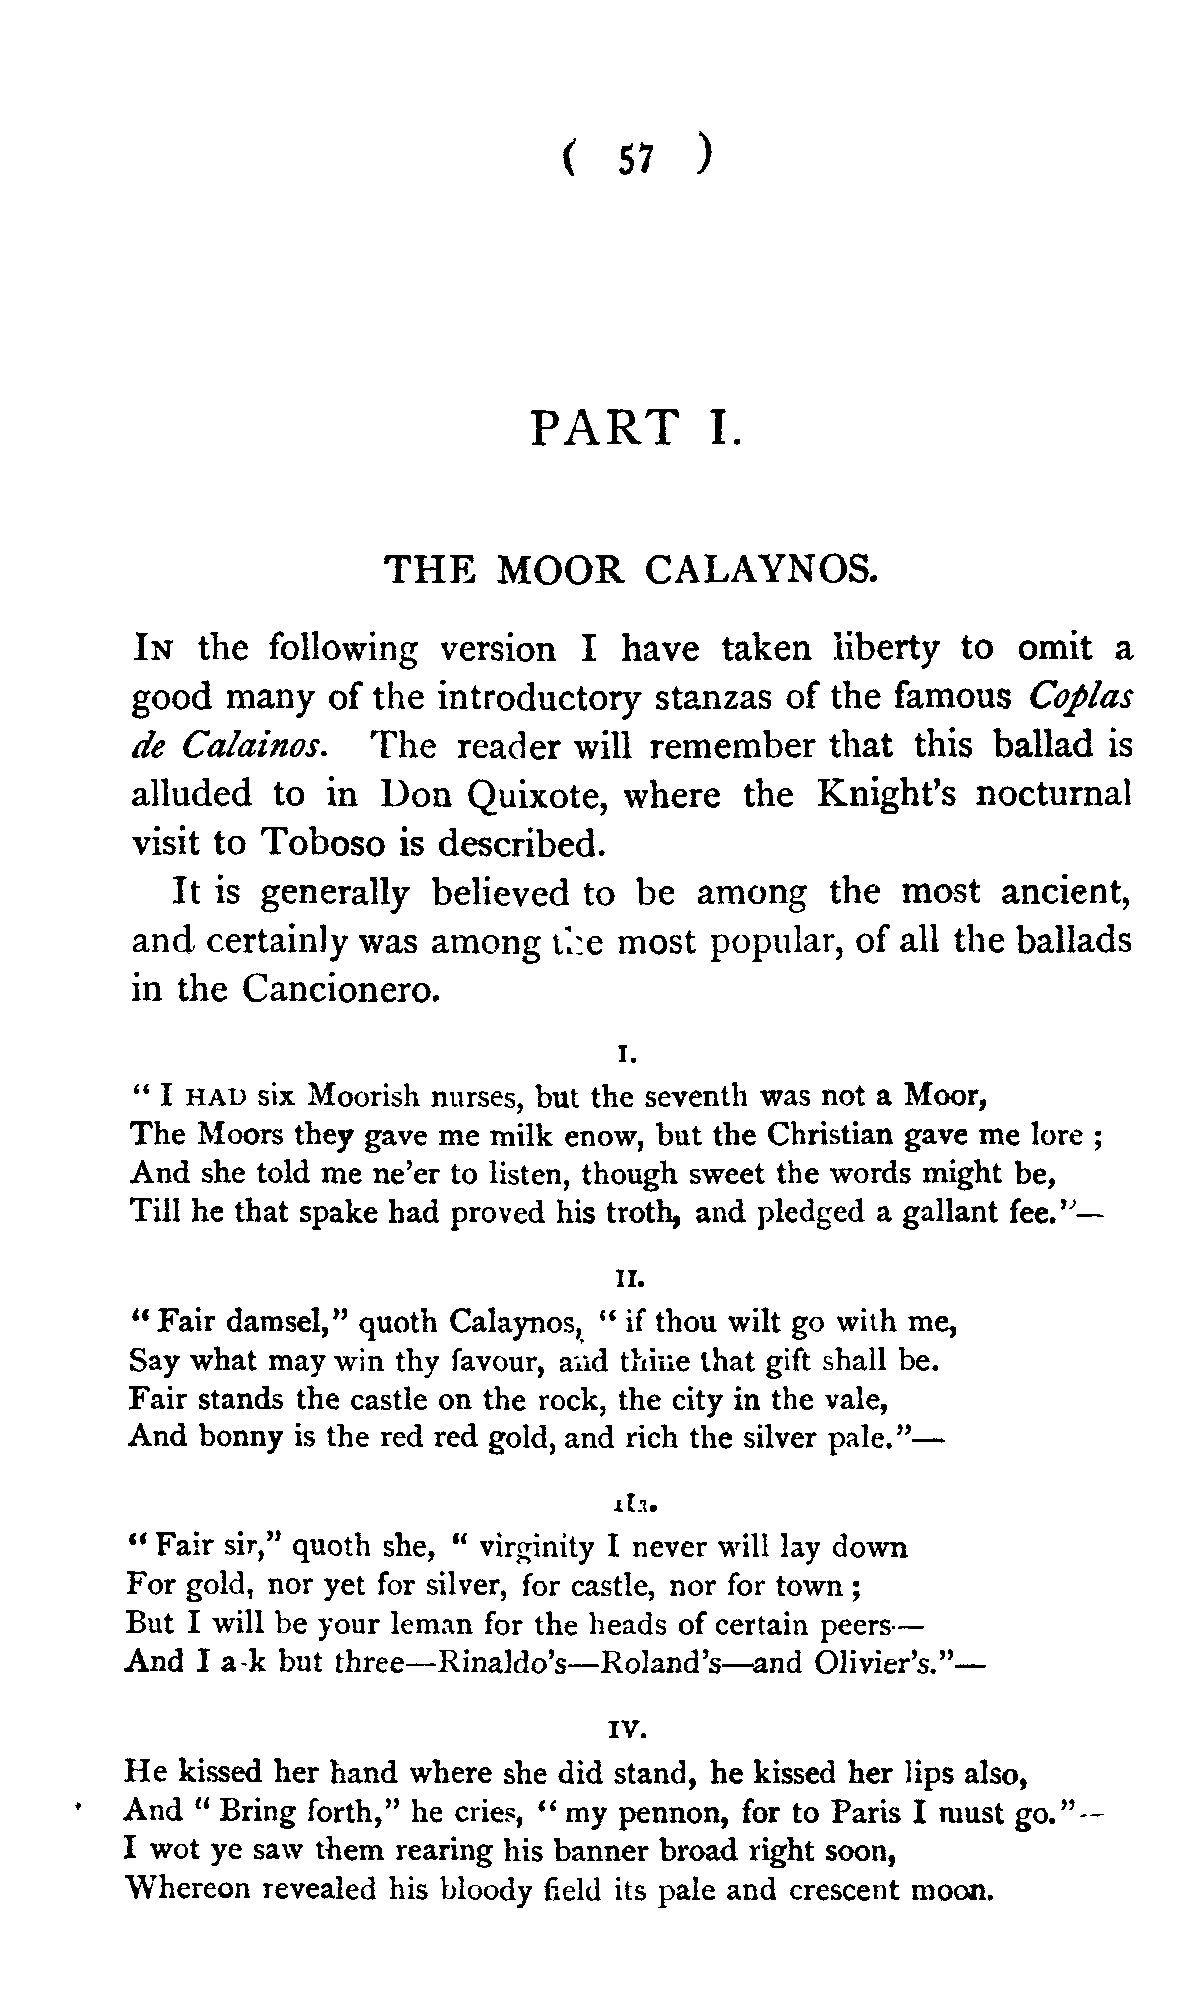 ( 57 )
PART I.
THE MOOR CALAYNOS.
IN the following version I have taken liberty to omit a
good many of the introductory stanzas of the famous Coplas
de Calainos. The reader will remember that this ballad is
alluded to in Don Quixote, where the Knight's nocturnal
visit to Toboso is described.
It is generally believed to be among the most ancient,
and certainly was among the most popular, of all the ballads
in the Cancionero.
I.
" I HAD six Moorish nurses, but the seventh was not a Moor,
The Moors they gave me milk enow, but the Christian gave me lore ;
And she told me ne'er to listen, though sweet the words might be,
Till he that spake had proved his troth, and pledged a gallant fee."—
II.
" Fair damsel," quoth Calaynos, " if thou wilt go with me,
Say what may win thy favour, and thine that gift shall be.
Fair stands the castle on the rock, the city in the vale,
And bonny is the red red gold, and rich the silver pale."—
III.
" Fair sir," quoth she, " virginity I never will lay down
For gold, nor yet for silver, for castle, nor for town ;
But I will be your leman for the heads of certain peers—
And I ask but three—Rinaldo's—Roland's—and Olivier's."—
IV.
He kissed her hand where she did stand, he kissed her lips also,
And " Bring forth," he cries, " my pennon, for to Paris I must go."—
I wot ye saw them rearing his banner broad right soon,
Whereon revealed his bloody field its pale and crescent moon.